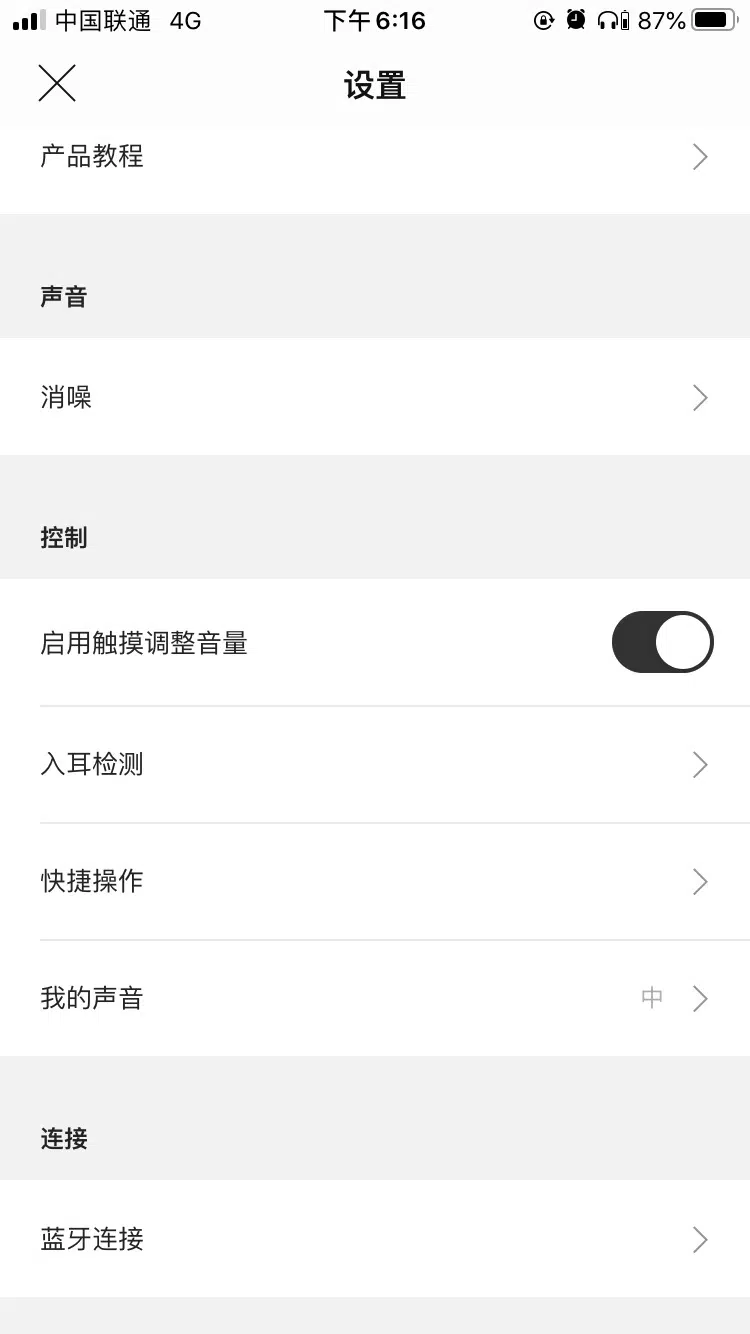 中国联通 4G 下午 6:16 87%
设置
产品教程
声音
消噪
控制
启用触摸调整音量
入耳检测
快捷操作
我的声音 中
连接
蓝牙连接